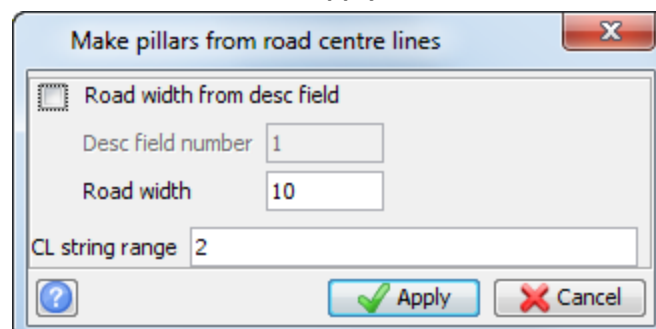 Make pillars from road centre lines
Road width from desc field
Desc field number 1
Road width 10
CL string range 2
Apply Cancel